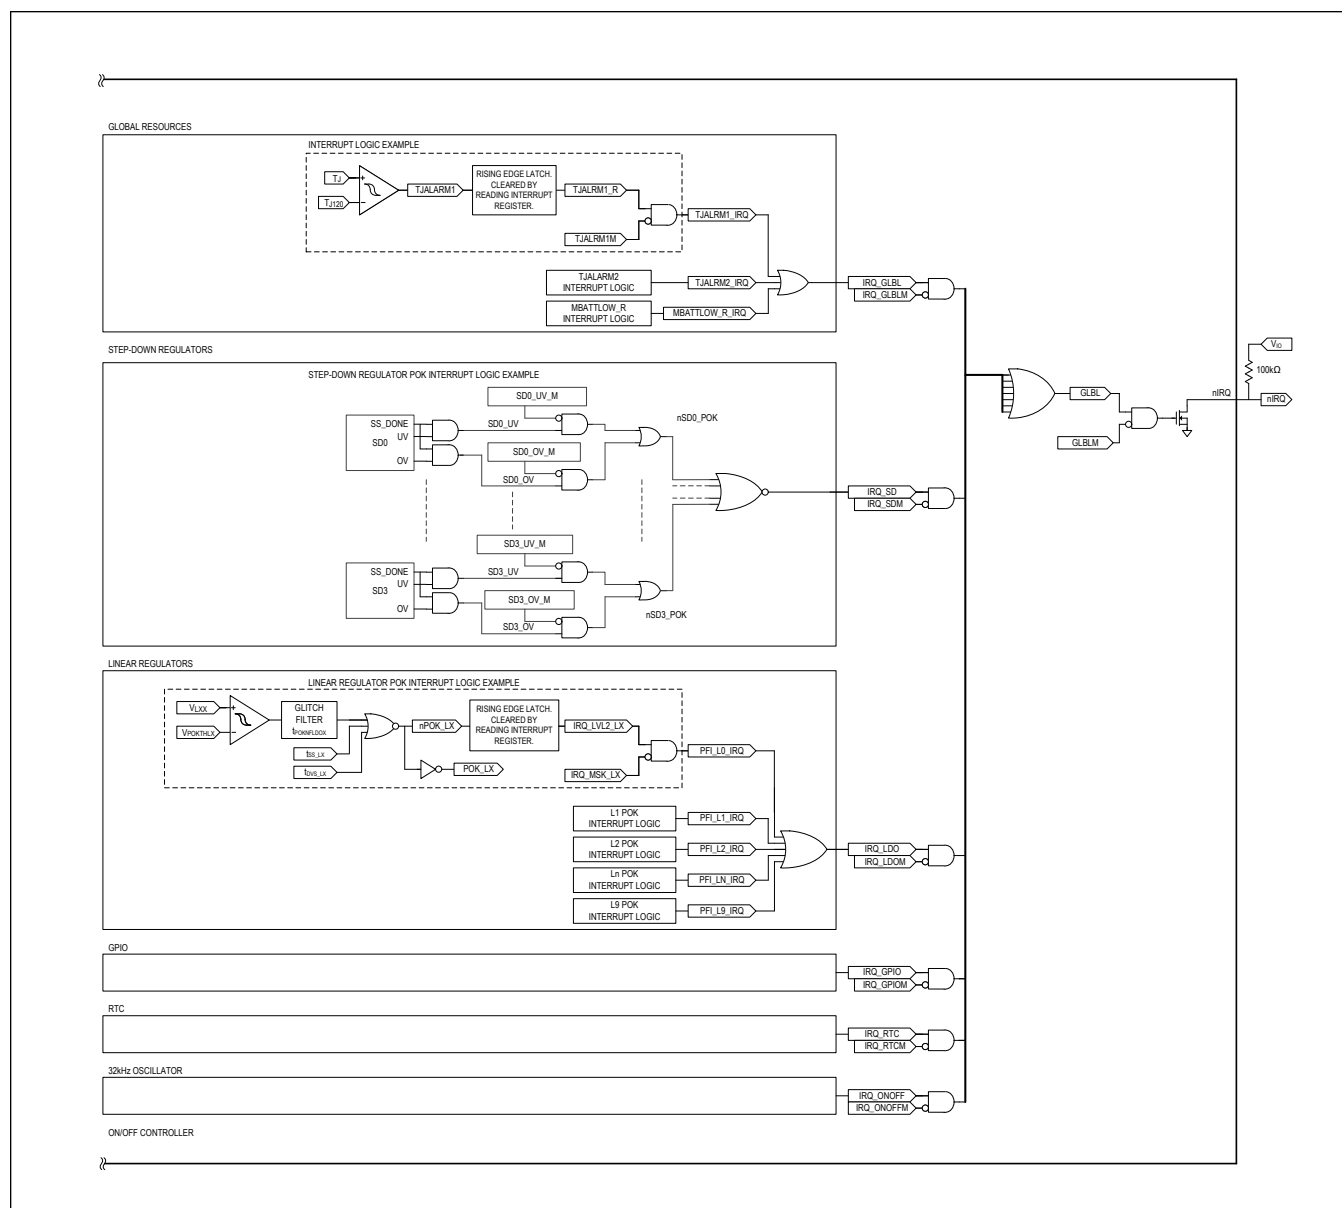 GLOBAL RESOURCES
INTERRUPT LOGIC EXAMPLE
TJ
+
TJ120
−
TJALARM1
RISING EDGE LATCH.
CLEARED BY
READING INTERRUPT
REGISTER.
TJALRM1_R
TJALRM1M
TJALRM1_IRQ
TJALARM2
INTERRUPT LOGIC
TJALRM2_IRQ
MBATTLOW_R
INTERRUPT LOGIC
MBATTLOW_R_IRQ
IRQ_GLBL
IRQ_GLBLM
STEP-DOWN REGULATORS
STEP-DOWN REGULATOR POK INTERRUPT LOGIC EXAMPLE
SD0_UV_M
SS_DONE
UV
SD0
OV
SD0_UV
SD0_OV_M
SD0_OV
nSD0_POK
SD3_UV_M
SS_DONE
UV
SD3
OV
SD3_UV
SD3_OV_M
SD3_OV
nSD3_POK
IRQ_SD
IRQ_SDM
GLBL
GLBLM
nIRQ
VIO
100kΩ
nIRQ
LINEAR REGULATORS
LINEAR REGULATOR POK INTERRUPT LOGIC EXAMPLE
VLXX
+
VPOKTHLX
−
GLITCH
FILTER
tPOKNFLDOX
tSS_LX
tDVS_LX
nPOK_LX
POK_LX
RISING EDGE LATCH.
CLEARED BY
READING INTERRUPT
REGISTER.
IRQ_LVL2_LX
IRQ_MSK_LX
PFI_L0_IRQ
L1 POK
INTERRUPT LOGIC
PFI_L1_IRQ
L2 POK
INTERRUPT LOGIC
PFI_L2_IRQ
Ln POK
INTERRUPT LOGIC
PFI_LN_IRQ
L9 POK
INTERRUPT LOGIC
PFI_L9_IRQ
IRQ_LDO
IRQ_LDOM
GPIO
IRQ_GPIO
IRQ_GPIOM
RTC
IRQ_RTC
IRQ_RTCM
32kHz OSCILLATOR
IRQ_ONOFF
IRQ_ONOFFM
ON/OFF CONTROLLER